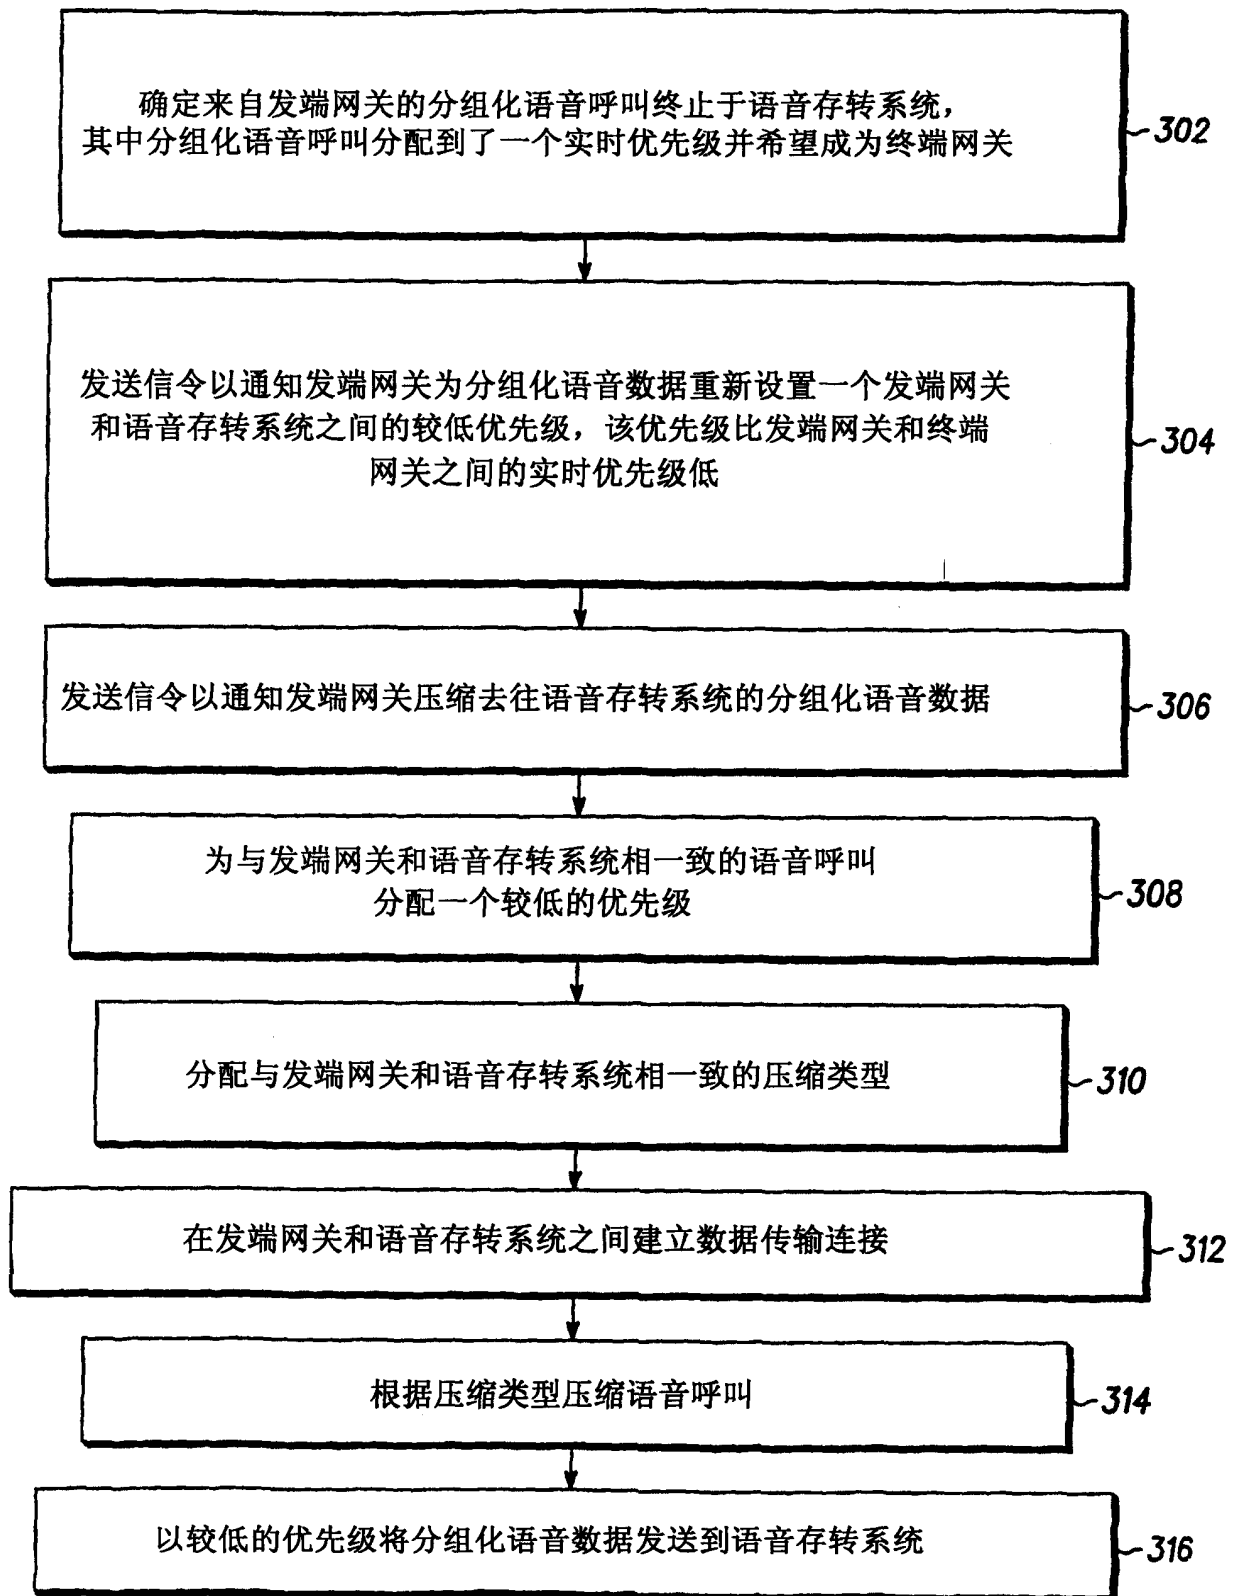 确定来自发端网关的分组化语音呼叫终止于语音存转系统，
其中分组化语音呼叫分配到了一个实时优先级并希望成为终端网关
302
发送信令以通知发端网关为分组化语音数据重新设置一个发端网关
和语音存转系统之间的较低优先级，该优先级比发端网关和终端
网关之间的实时优先级低
304
发送信令以通知发端网关压缩去往语音存转系统的分组化语音数据
306
为与发端网关和语音存转系统相一致的语音呼叫
分配一个较低的优先级
308
分配与发端网关和语音存转系统相一致的压缩类型
310
在发端网关和语音存转系统之间建立数据传输连接
312
根据压缩类型压缩语音呼叫
314
以较低的优先级将分组化语音数据发送到语音存转系统
316